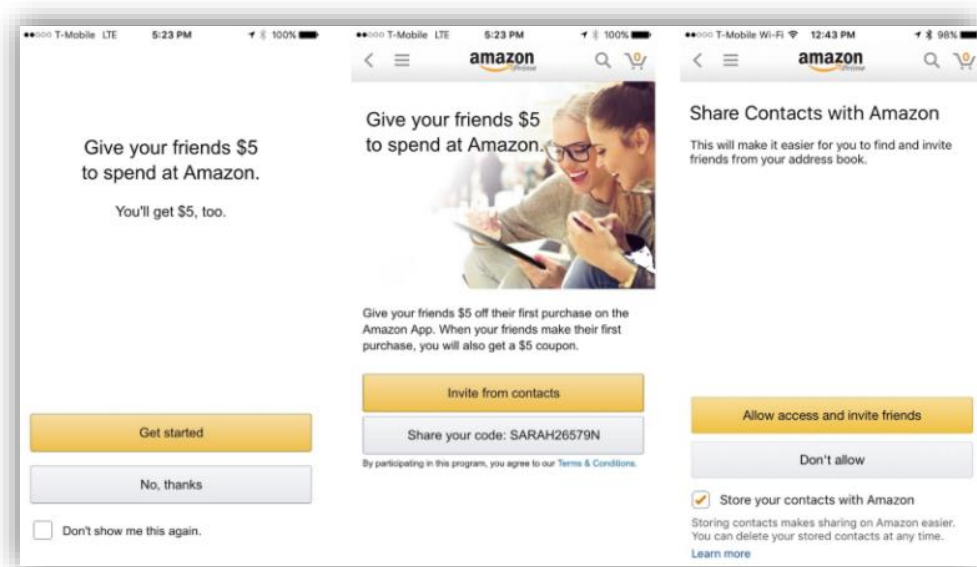 T-Mobile LTE 5:23 PM 100%
Give your friends $5
to spend at Amazon.
You'll get $5, too.
Get started
No, thanks
Don't show me this again.
T-Mobile LTE 5:23 PM 100%
amazon
Prime
0
Give your friends $5
to spend at Amazon.
Give your friends $5 off their first purchase on the
Amazon App. When your friends make their first
purchase, you will also get a $5 coupon.
Invite from contacts
Share your code: SARAH26579N
By participating in this program, you agree to our Terms & Conditions.
T-Mobile Wi-Fi 12:43 PM 98%
amazon
Prime
0
Share Contacts with Amazon
This will make it easier for you to find and invite
friends from your address book.
Allow access and invite friends
Don't allow
Store your contacts with Amazon
Storing contacts makes sharing on Amazon easier.
You can delete your stored contacts at any time.
Learn more